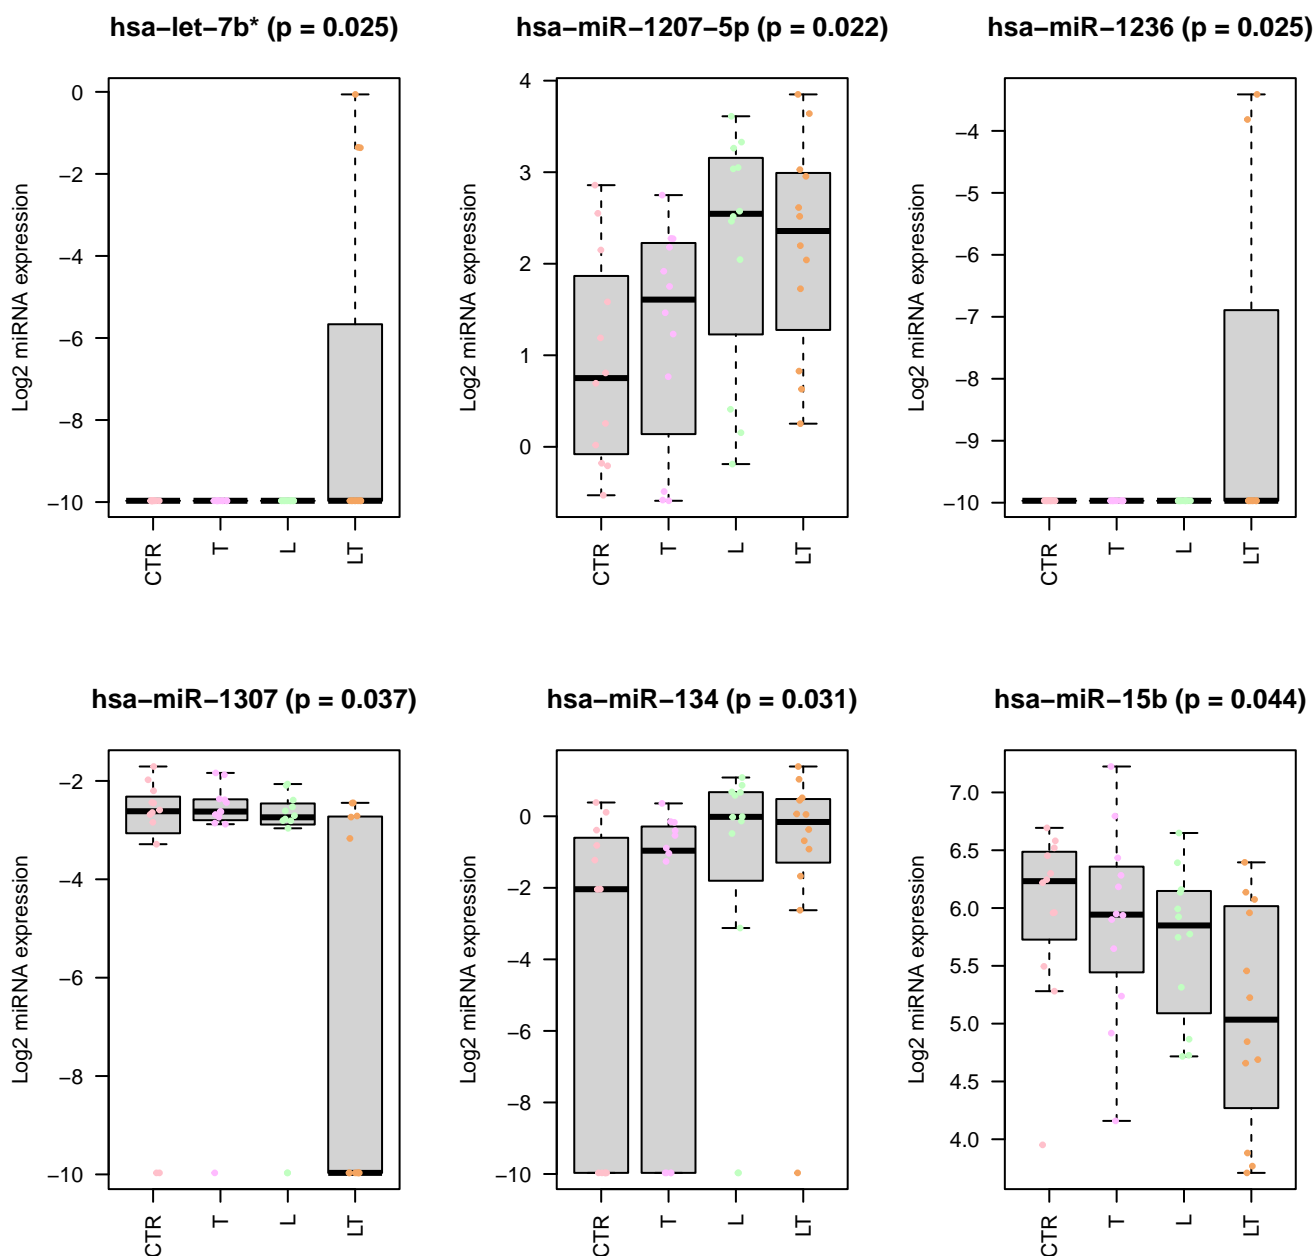 hsa−let−7b* (p = 0.025)
Log2 miRNA expression
0
−2
−4
−6
−8
−10
CTR
T
L
LT
hsa−miR−1207−5p (p = 0.022)
Log2 miRNA expression
4
3
2
1
0
CTR
T
L
LT
hsa−miR−1236 (p = 0.025)
Log2 miRNA expression
−4
−5
−6
−7
−8
−9
−10
CTR
T
L
LT
hsa−miR−1307 (p = 0.037)
Log2 miRNA expression
−2
−4
−6
−8
−10
CTR
T
L
LT
hsa−miR−134 (p = 0.031)
Log2 miRNA expression
0
−2
−4
−6
−8
−10
CTR
T
L
LT
hsa−miR−15b (p = 0.044)
Log2 miRNA expression
7.0
6.5
6.0
5.5
5.0
4.5
4.0
CTR
T
L
LT